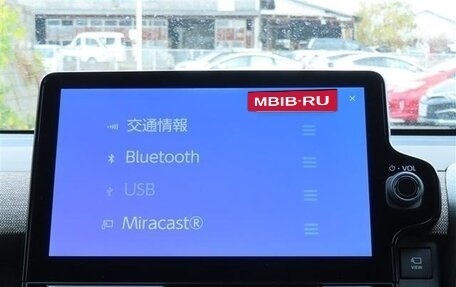 MBIB-RU
交通情報
Bluetooth
USB
Miracast®
VOL
VIEW